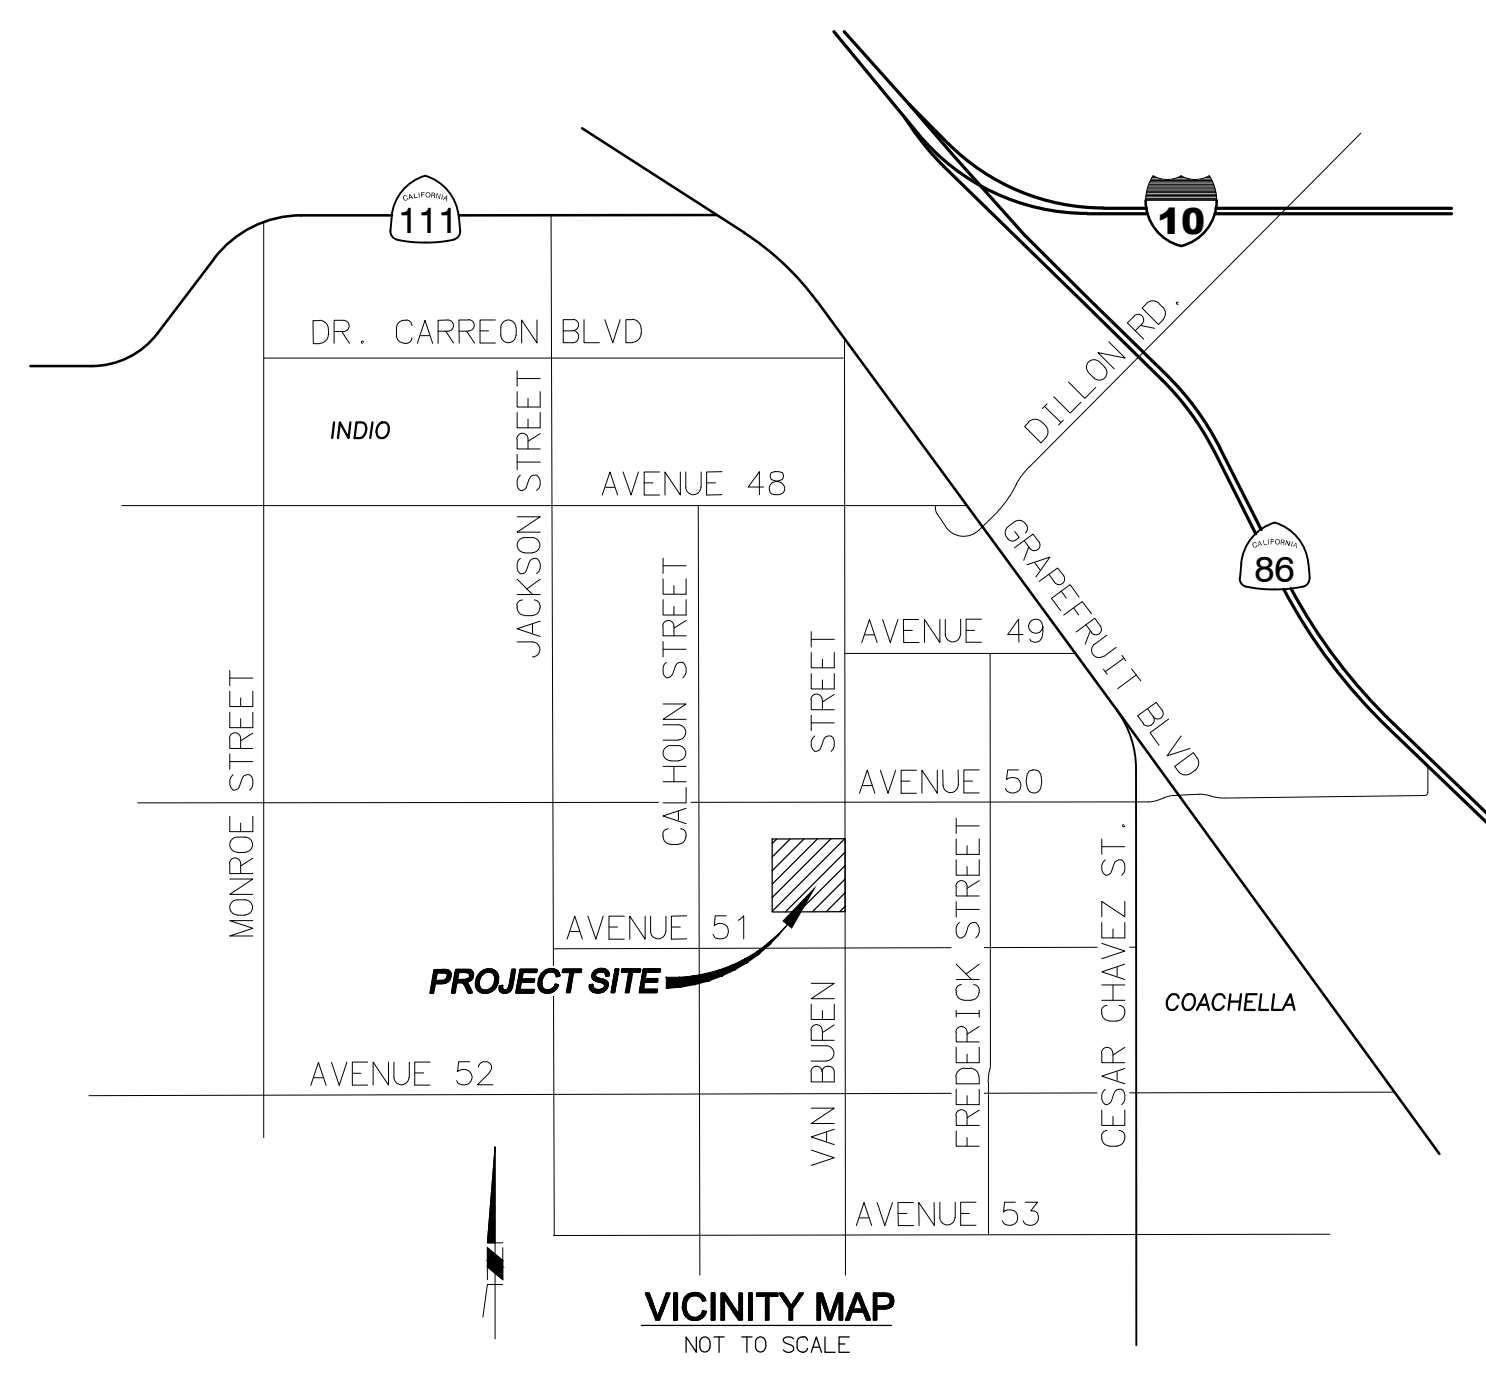 CALIFORNIA
111
10
DILLON RD.
DR. CARREON BLVD
INDIO
JACKSON STREET
AVENUE 48
GRAPEFRUIT BLVD
CALIFORNIA
86
CALHOUN STREET
VAN BUREN STREET
AVENUE 49
MONROE STREET
AVENUE 50
FREDERICK STREET
CESAR CHAVEZ ST.
AVENUE 51
PROJECT SITE
COACHELLA
AVENUE 52
AVENUE 53
VICINITY MAP
NOT TO SCALE